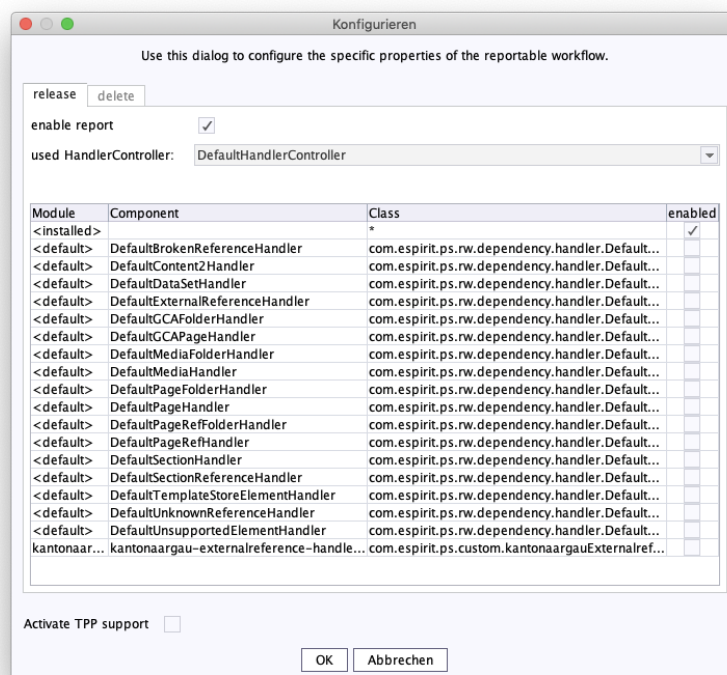 Konfigurieren
Use this dialog to configure the specific properties of the reportable workflow.
release delete
enable report
used HandlerController: DefaultHandlerController
Module Component Class enabled
<installed> *
<default> DefaultBrokenReferenceHandler com.espirit.ps.rw.dependency.handler.Default...
<default> DefaultContent2Handler com.espirit.ps.rw.dependency.handler.Default...
<default> DefaultDataSetHandler com.espirit.ps.rw.dependency.handler.Default...
<default> DefaultExternalReferenceHandler com.espirit.ps.rw.dependency.handler.Default...
<default> DefaultGCAFolderHandler com.espirit.ps.rw.dependency.handler.Default...
<default> DefaultGCAPageHandler com.espirit.ps.rw.dependency.handler.Default...
<default> DefaultMediaFolderHandler com.espirit.ps.rw.dependency.handler.Default...
<default> DefaultMediaHandler com.espirit.ps.rw.dependency.handler.Default...
<default> DefaultPageFolderHandler com.espirit.ps.rw.dependency.handler.Default...
<default> DefaultPageHandler com.espirit.ps.rw.dependency.handler.Default...
<default> DefaultPageRefFolderHandler com.espirit.ps.rw.dependency.handler.Default...
<default> DefaultPageRefHandler com.espirit.ps.rw.dependency.handler.Default...
<default> DefaultSectionHandler com.espirit.ps.rw.dependency.handler.Default...
<default> DefaultSectionReferenceHandler com.espirit.ps.rw.dependency.handler.Default...
<default> DefaultTemplateStoreElementHandler com.espirit.ps.rw.dependency.handler.Default...
<default> DefaultUnknownReferenceHandler com.espirit.ps.rw.dependency.handler.Default...
<default> DefaultUnsupportedElementHandler com.espirit.ps.rw.dependency.handler.Default...
kantonaar... kantonaargau-externalreference-handle... com.espirit.ps.custom.kantonaargauExternalref...
Activate TPP support
OK Abbrechen